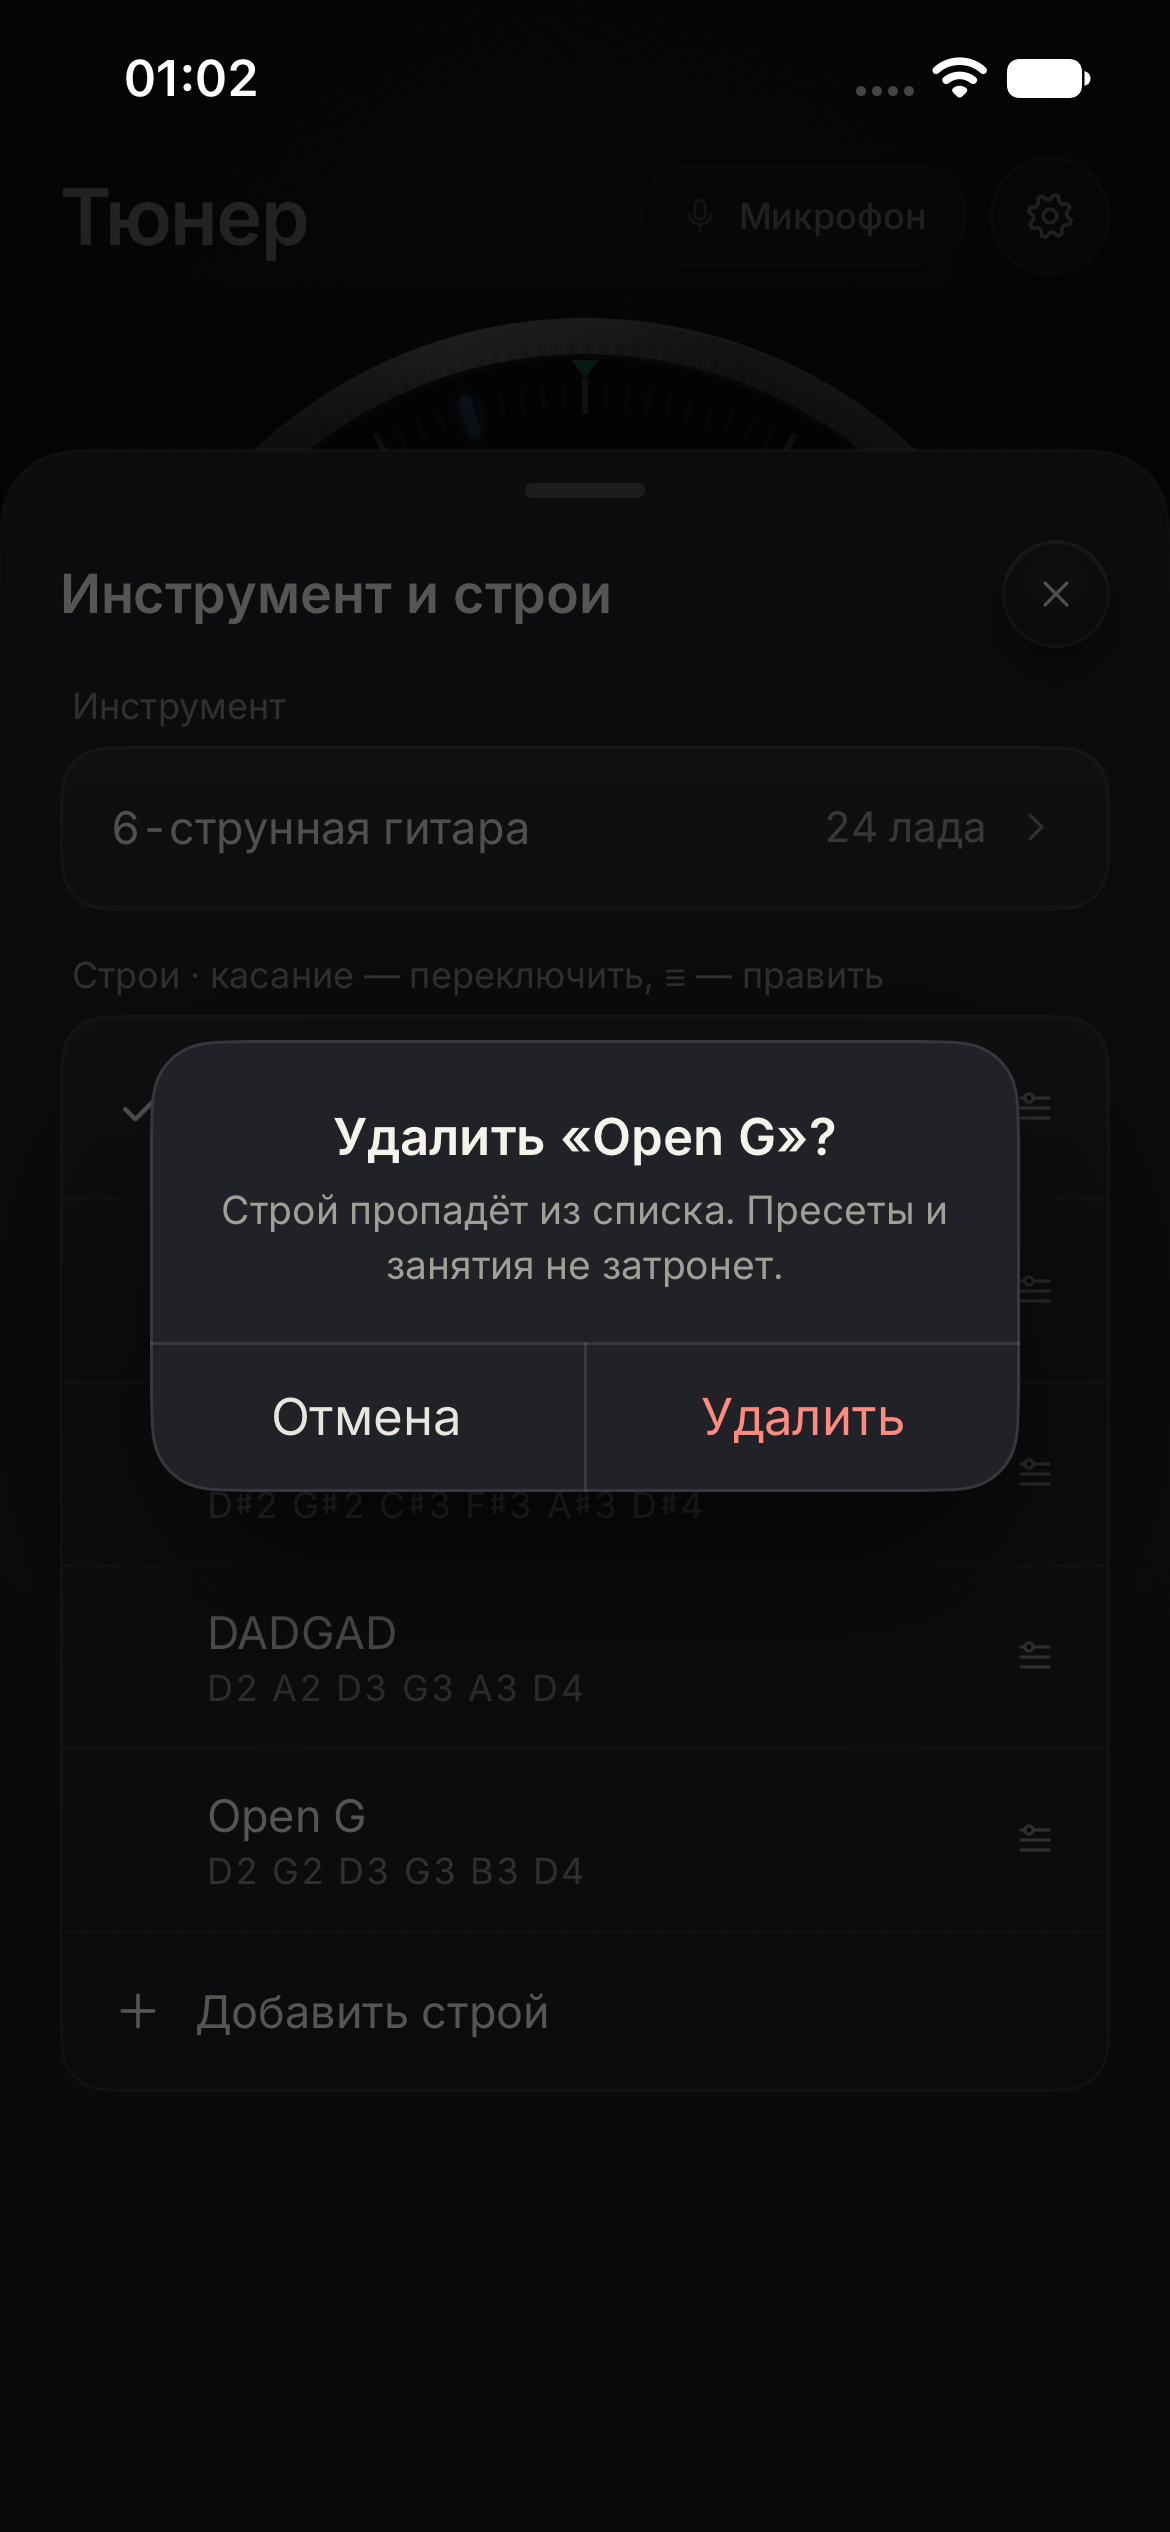 01:02
Тюнер
Микрофон
Инструмент и строи
Инструмент
6-струнная гитара
24 лада
Строи · касание — переключить, ≡ — править
Удалить «Open G»?
Строй пропадёт из списка. Пресеты и
занятия не затронет.
Отмена
Удалить
D♯2 G♯2 C♯3 F♯3 A♯3 D♯4
DADGAD
D2 A2 D3 G3 A3 D4
Open G
D2 G2 D3 G3 B3 D4
Добавить строй